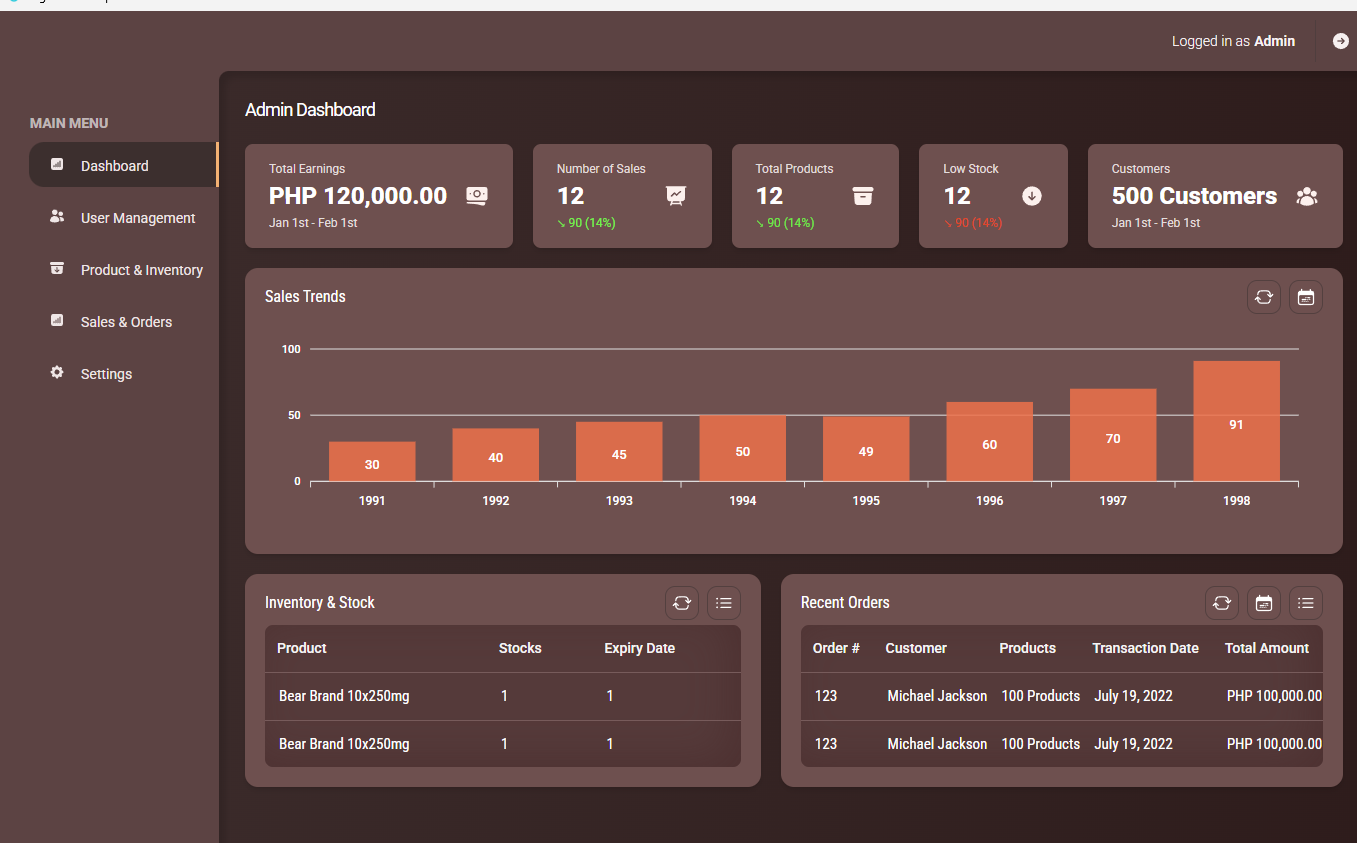 Logged in as Admin
MAIN MENU
Dashboard
User Management
Product & Inventory
Sales & Orders
Settings
Admin Dashboard
Total Earnings
PHP 120,000.00
Jan 1st - Feb 1st
Number of Sales
12
↘ 90 (14%)
Total Products
12
↘ 90 (14%)
Low Stock
12
↘ 90 (14%)
Customers
500 Customers
Jan 1st - Feb 1st
Sales Trends
100
50
0
30 40 45 50 49 60 70 91
1991 1992 1993 1994 1995 1996 1997 1998
Inventory & Stock
Product Stocks Expiry Date
Bear Brand 10x250mg 1 1
Bear Brand 10x250mg 1 1
Recent Orders
Order # Customer Products Transaction Date Total Amount
123 Michael Jackson 100 Products July 19, 2022 PHP 100,000.00
123 Michael Jackson 100 Products July 19, 2022 PHP 100,000.00